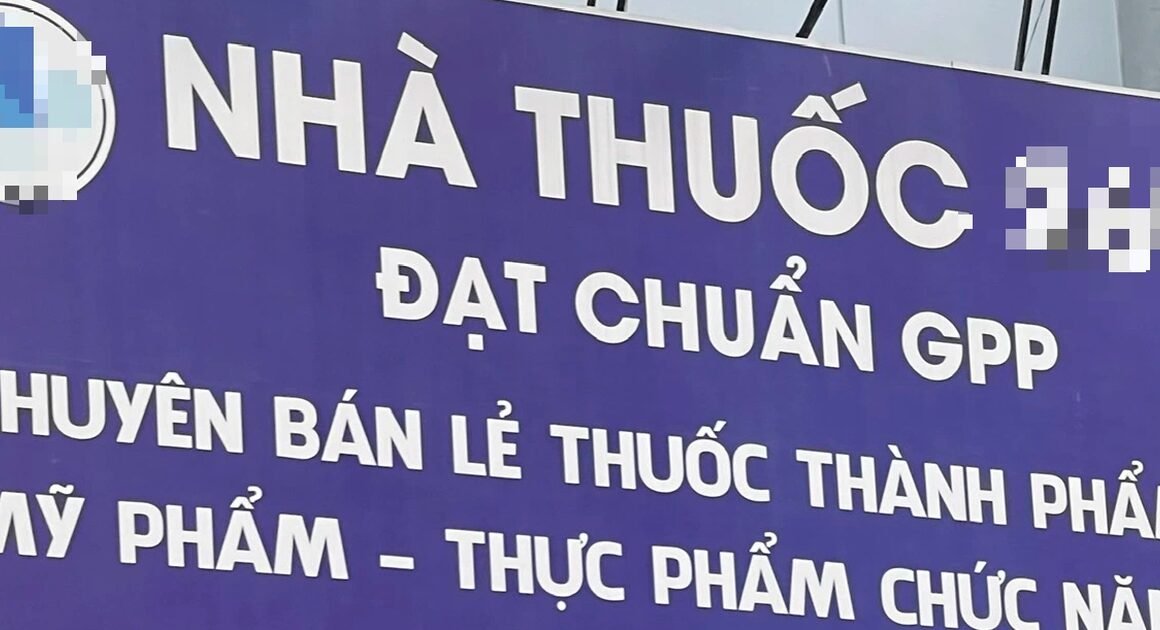 NHÀ THUỐC
ĐẠT CHUẨN GPP
HUYÊN BÁN LẺ THUỐC THÀNH PHẨ
MỸ PHẨM - THỰC PHẨM CHỨC NĂ